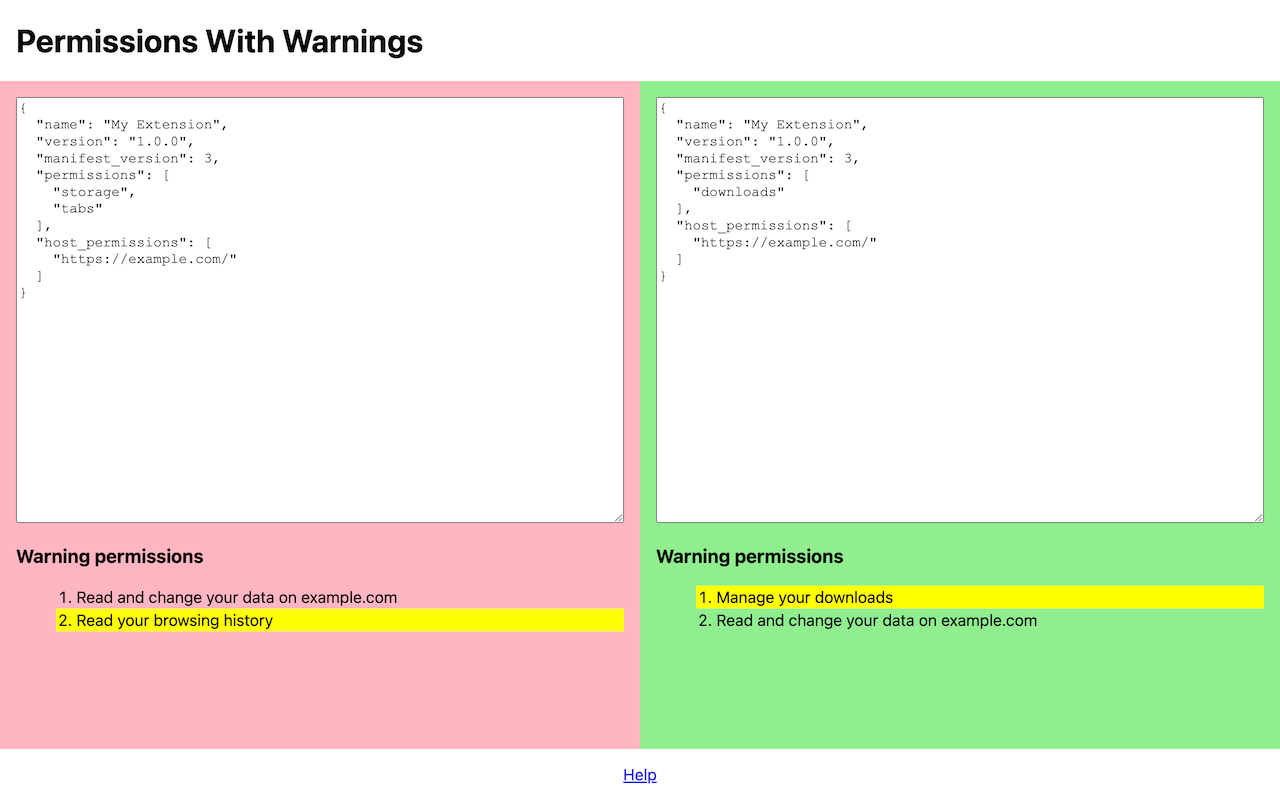 Permissions With Warnings
{
  "name": "My Extension",
  "version": "1.0.0",
  "manifest_version": 3,
  "permissions": [
    "storage",
    "tabs"
  ],
  "host_permissions": [
    "https://example.com/"
  ]
}
Warning permissions
1. Read and change your data on example.com
2. Read your browsing history
{
  "name": "My Extension",
  "version": "1.0.0",
  "manifest_version": 3,
  "permissions": [
    "downloads"
  ],
  "host_permissions": [
    "https://example.com/"
  ]
}
Warning permissions
1. Manage your downloads
2. Read and change your data on example.com
Help